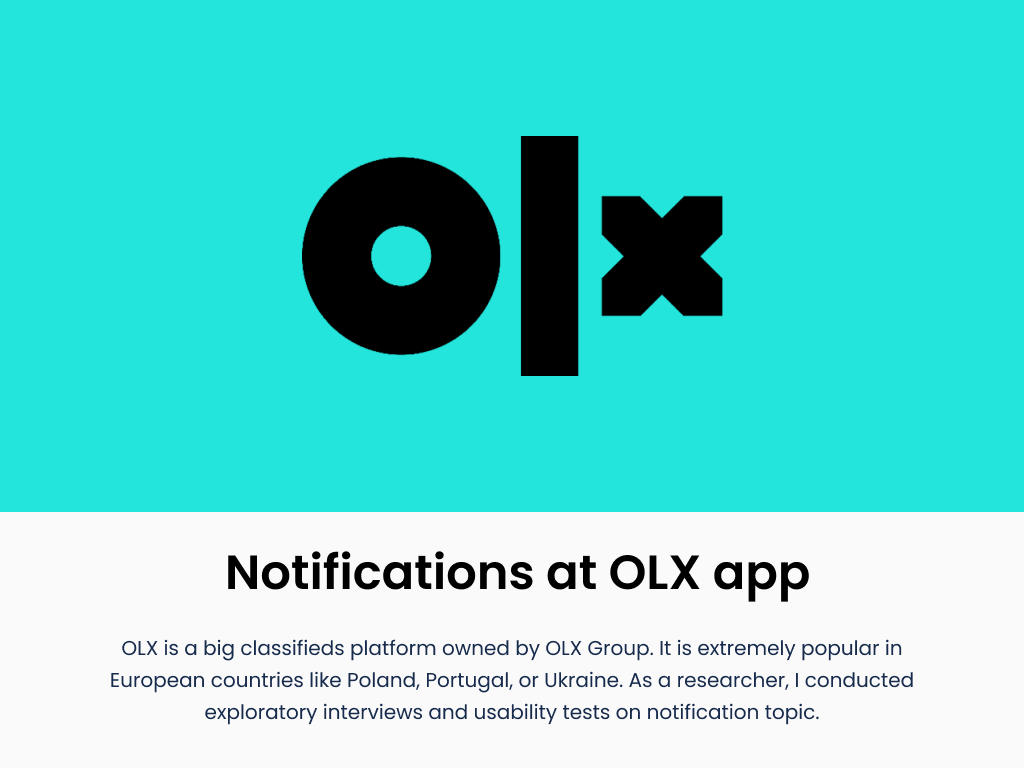 olx
Notifications at OLX app
OLX is a big classifieds platform owned by OLX Group. It is extremely popular in
European countries like Poland, Portugal, or Ukraine. As a researcher, I conducted
exploratory interviews and usability tests on notification topic.